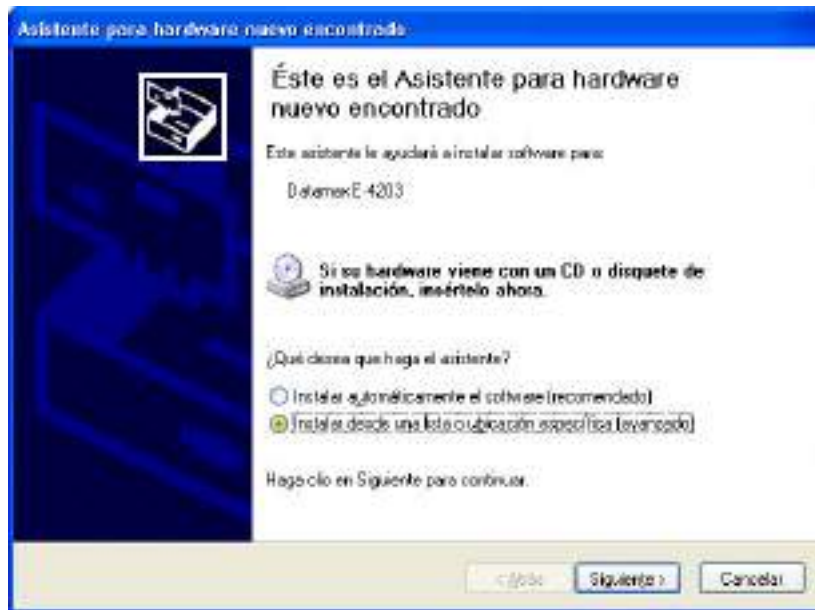 Asistente para hardware nuevo encontrado
Éste es el Asistente para hardware
nuevo encontrado
Este asistente le ayudará a instalar software para:
Datamax E-4203
Si su hardware viene con un CD o disquete de
instalación, insértelo ahora.
¿Qué desea que haga el asistente?
Instalar automáticamente el software (recomendado)
Instalar desde una lista o ubicación específica (avanzado)
Haga clic en Siguiente para continuar.
< Atrás Siguiente > Cancelar